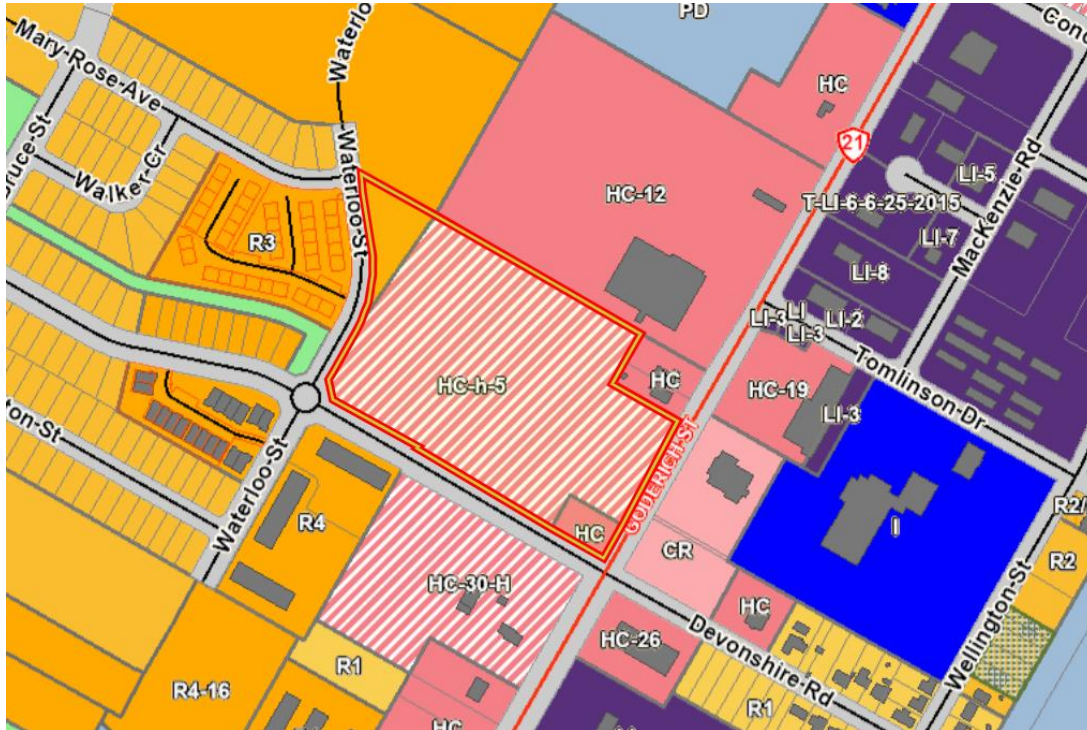 PD
Conc
Mary-Rose-Ave
Waterloo
HC
21
Bruce-St
Walker-Cr
Waterloo-St
MacKenzie-Rd
LI-5
HC-12
T-LI-6-6-25-2015
LI-7
R3
LI-8
LI-3
LI
LI-3
LI-2
Tomlinson-Dr
HC-h-5
HC
HC-19
LI-3
GODERICH-ST
ton-St
Waterloo-St
R4
HC
CR
I
R2/
R2
HC-30-H
HC
HC-26
Devonshire-Rd
Wellington-St
R1
R4-16
R1
HC